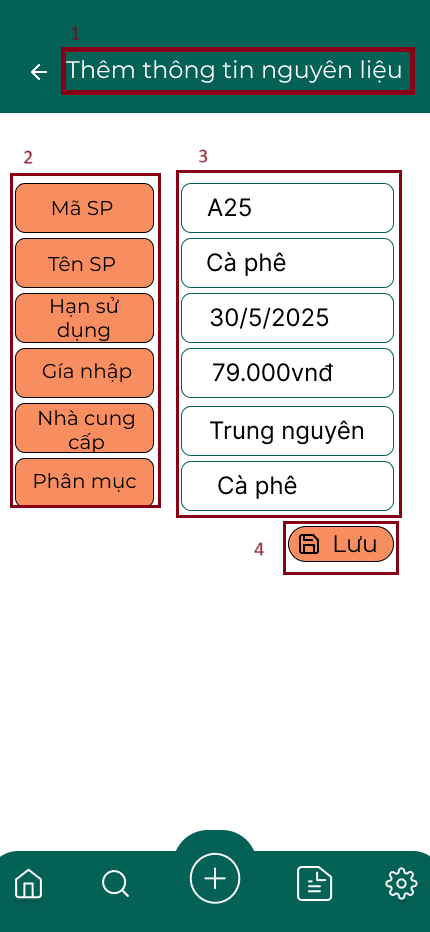 1
Thêm thông tin nguyên liệu
2
3
Mã SP
A25
Tên SP
Cà phê
Hạn sử
dụng
30/5/2025
Gía nhập
79.000vnđ
Nhà cung
cấp
Trung nguyên
Phân mục
Cà phê
4
Lưu